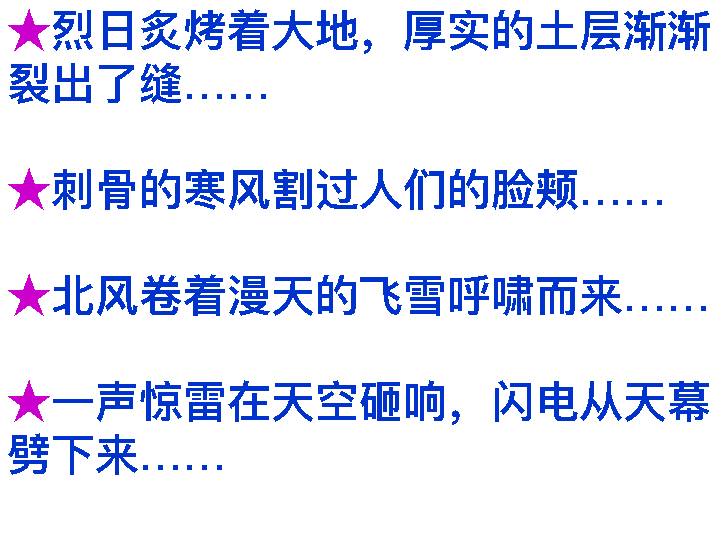 ★烈日炙烤着大地，厚实的土层渐渐
裂出了缝……
★刺骨的寒风割过人们的脸颊……
★北风卷着漫天的飞雪呼啸而来……
★一声惊雷在天空砸响，闪电从天幕
劈下来……